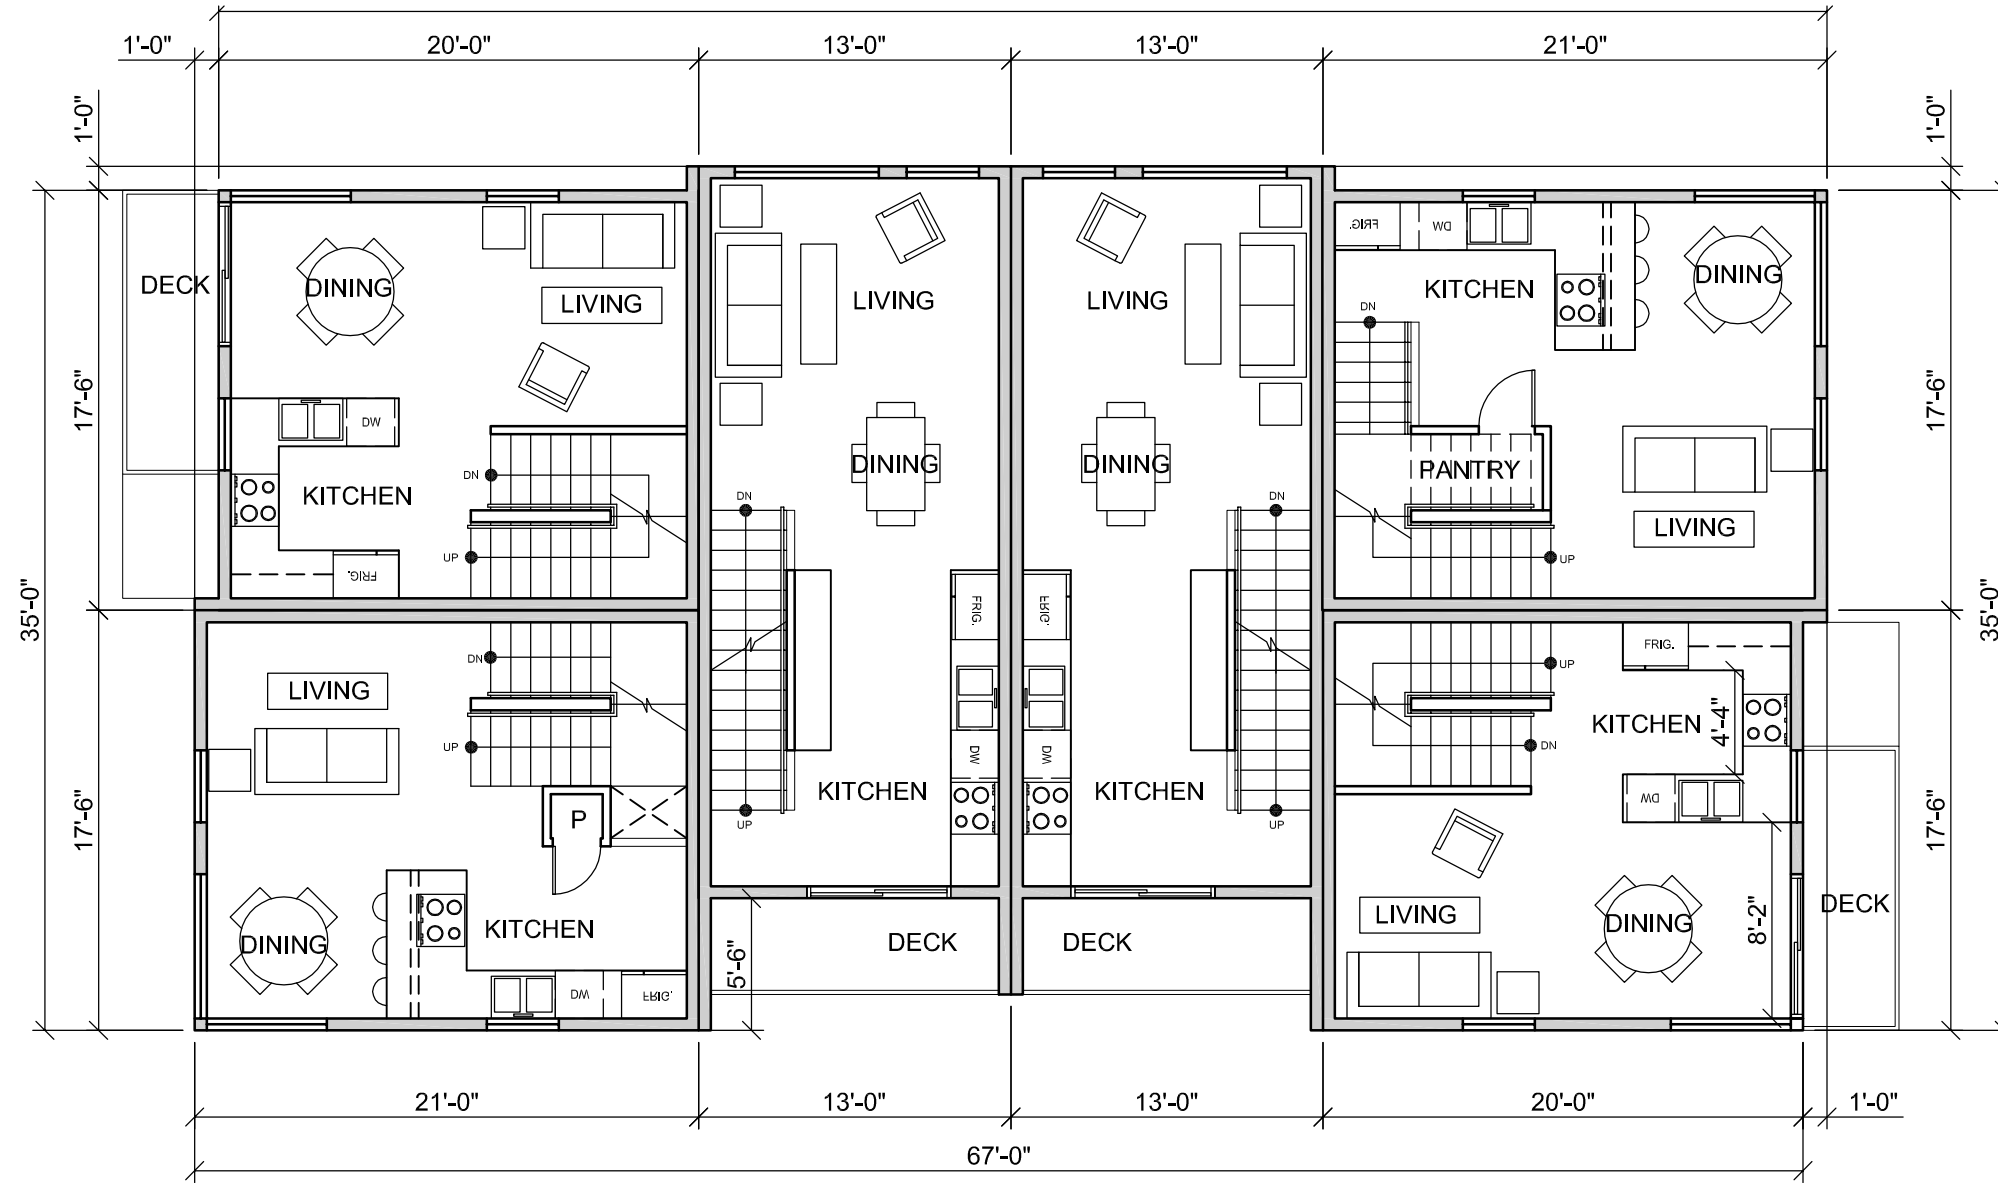 1'-0" 20'-0" 13'-0" 13'-0" 21'-0"
1'-0" 1'-0"
DECK DINING LIVING LIVING LIVING FRIG. DW KITCHEN DINING
DN
17'-6" 17'-6"
DW
DN KITCHEN DINING DINING PANTRY
DN DN
LIVING
UP UP
FRIG.
35'-0" FRIG. FRIG. 35'-0"
DN UP FRIG.
LIVING
KITCHEN 4'-4"
UP DW DW DN
KITCHEN KITCHEN DW
17'-6" P UP UP 17'-6"
DINING KITCHEN DECK DECK LIVING DINING 8'-2" DECK
5'-6"
DW FRIG.
21'-0" 13'-0" 13'-0" 20'-0" 1'-0"
67'-0"